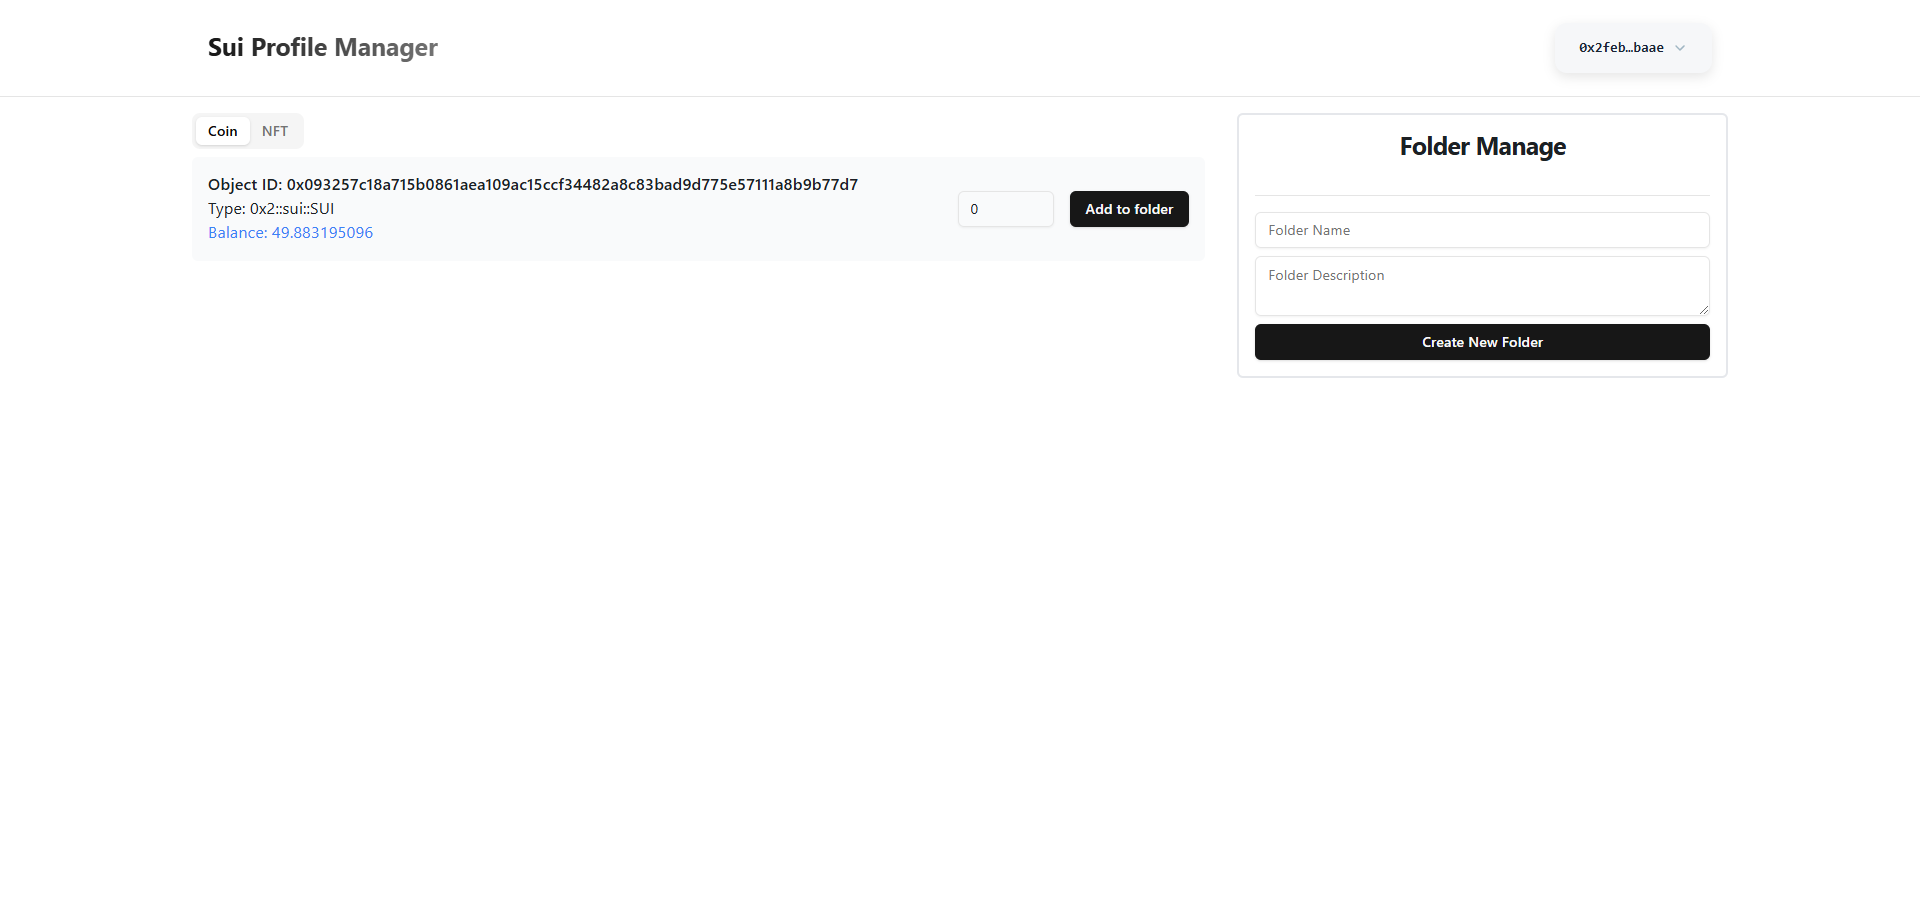 Sui Profile Manager
0x2feb…baae
Coin
NFT
Object ID: 0x093257c18a715b0861aea109ac15ccf34482a8c83bad9d775e57111a8b9b77d7
Type: 0x2::sui::SUI
Balance: 49.883195096
0
Add to folder
Folder Manage
Folder Name
Folder Description
Create New Folder